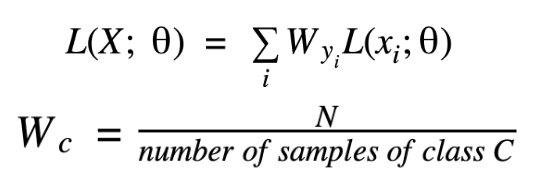 L(X; θ) = ∑_i W_{y_i} L(x_i; θ)
W_c = N / number of samples of class C